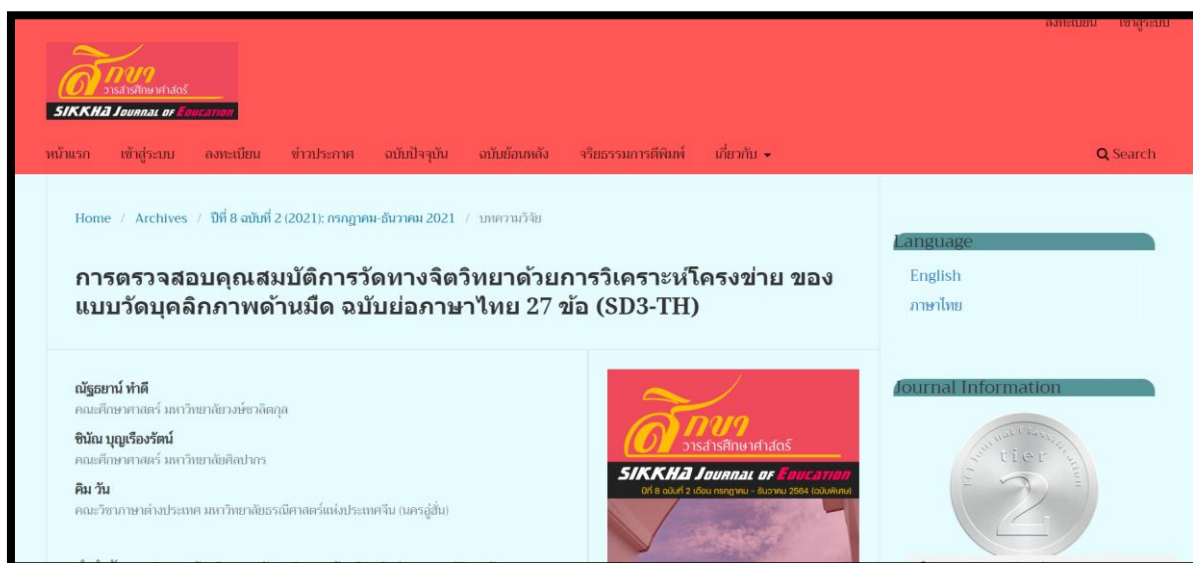 ลงทะเบียน เข้าสู่ระบบ
สิกขา
วารสารศึกษาศาสตร์
SIKKHa Journal of Education
หน้าแรก เข้าสู่ระบบ ลงทะเบียน ข่าวประกาศ ฉบับปัจจุบัน ฉบับย้อนหลัง จริยธรรมการตีพิมพ์ เกี่ยวกับ Search
Home / Archives / ปีที่ 8 ฉบับที่ 2 (2021): กรกฎาคม-ธันวาคม 2021 / บทความวิจัย
การตรวจสอบคุณสมบัติการวัดทางจิตวิทยาด้วยการวิเคราะห์โครงข่าย ของ
แบบวัดบุคลิกภาพด้านมืด ฉบับย่อภาษาไทย 27 ข้อ (SD3-TH)
ณัฐธยาน์ ทำดี
คณะศึกษาศาสตร์ มหาวิทยาลัยวงษ์ชวลิตกุล
ชินัณ บุญเรืองรัตน์
คณะศึกษาศาสตร์ มหาวิทยาลัยศิลปากร
คิม วัน
คณะวิชาภาษาต่างประเทศ มหาวิทยาลัยธรณีศาสตร์แห่งประเทศจีน (นครอู่ฮั่น)
สิกขา
วารสารศึกษาศาสตร์
SIKKHa Journal of Education
ปีที่ 8 ฉบับที่ 2 เดือน กรกฎาคม - ธันวาคม 2564 (ฉบับพิเศษ)
Language
English
ภาษาไทย
Journal Information
TCI Journal Classification
tier
2